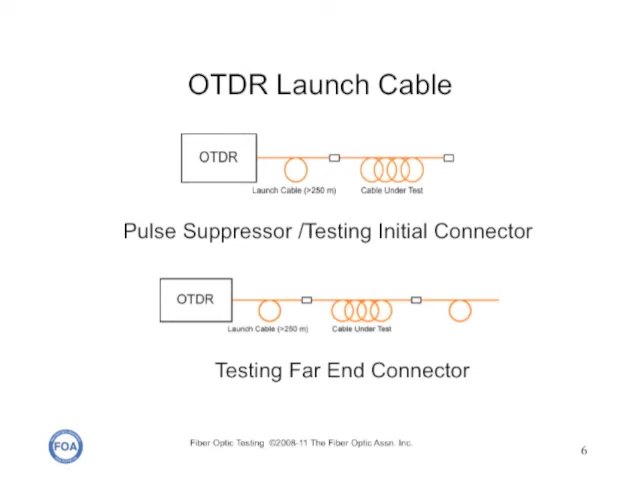 OTDR Launch Cable
OTDR
Launch Cable (>250 m) Cable Under Test
Pulse Suppressor /Testing Initial Connector
OTDR
Launch Cable (>250 m) Cable Under Test
Testing Far End Connector
FOA
Fiber Optic Testing ©2008-11 The Fiber Optic Assn. Inc.
6